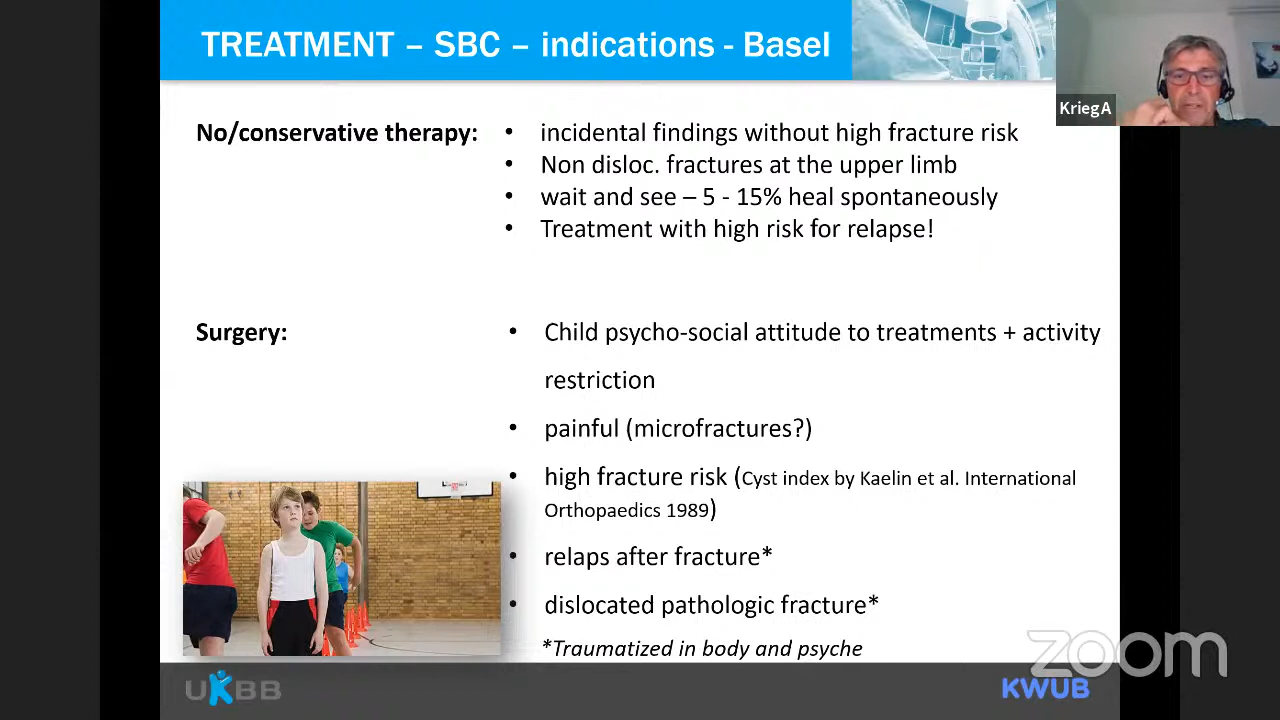 TREATMENT – SBC – indications - Basel
KriegA
No/conservative therapy:
• incidental findings without high fracture risk
• Non disloc. fractures at the upper limb
• wait and see – 5 - 15% heal spontaneously
• Treatment with high risk for relapse!
Surgery:
• Child psycho-social attitude to treatments + activity
restriction
• painful (microfractures?)
• high fracture risk (Cyst index by Kaelin et al. International
Orthopaedics 1989)
• relaps after fracture*
• dislocated pathologic fracture*
*Traumatized in body and psyche
zoom
UKBB
KWUB